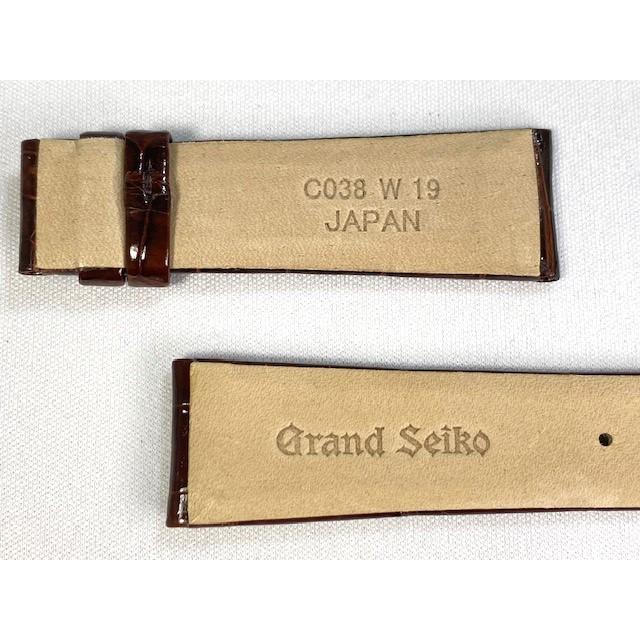 C038 W 19
JAPAN
Grand Seiko